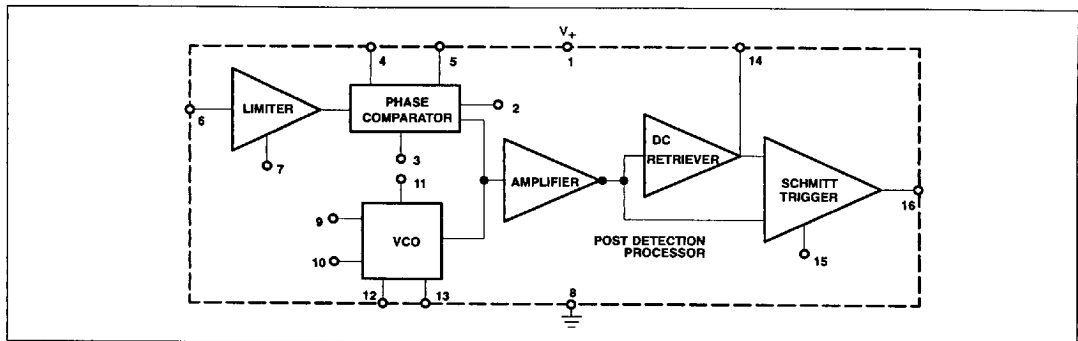 V+
4
5
1
14
LIMITER
PHASE
COMPARATOR
2
6
7
3
11
DC
RETRIEVER
AMPLIFIER
SCHMITT
TRIGGER
16
9
VCO
10
POST DETECTION
PROCESSOR
15
12
13
8